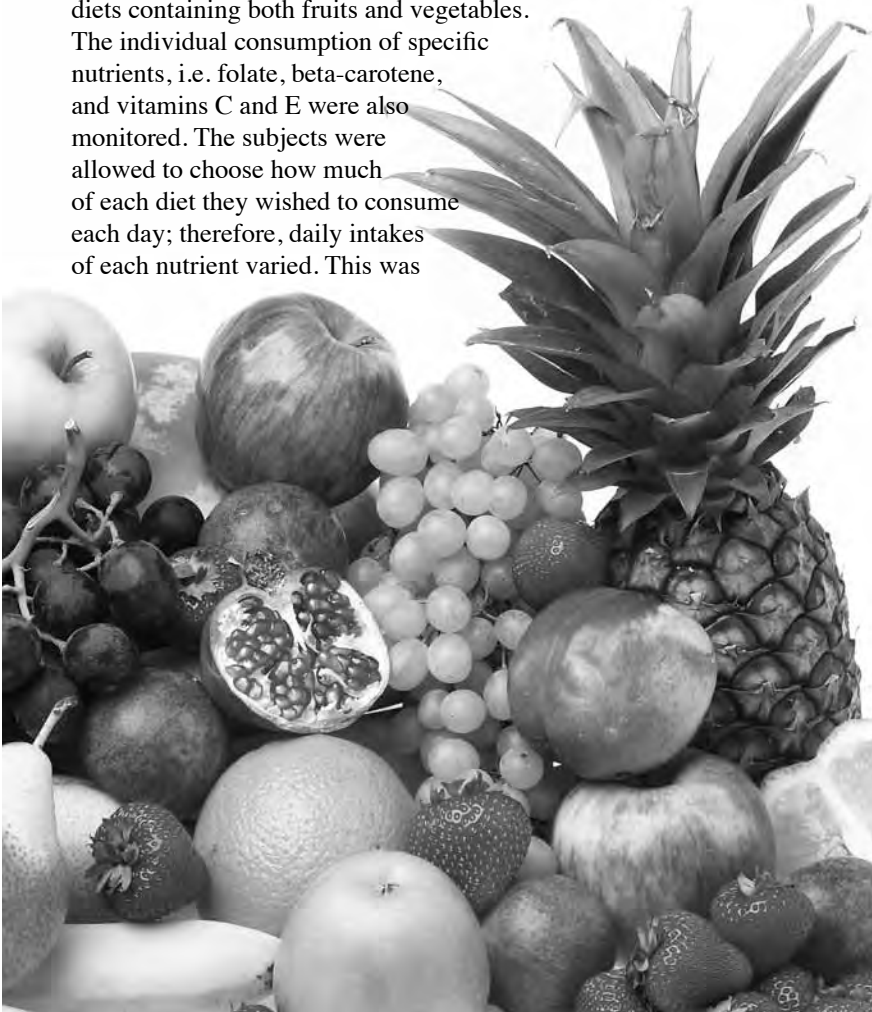 diets containing both fruits and vegetables.
The individual consumption of specific
nutrients, i.e. folate, beta-carotene,
and vitamins C and E were also
monitored. The subjects were
allowed to choose how much
of each diet they wished to consume
each day; therefore, daily intakes
of each nutrient varied. This was